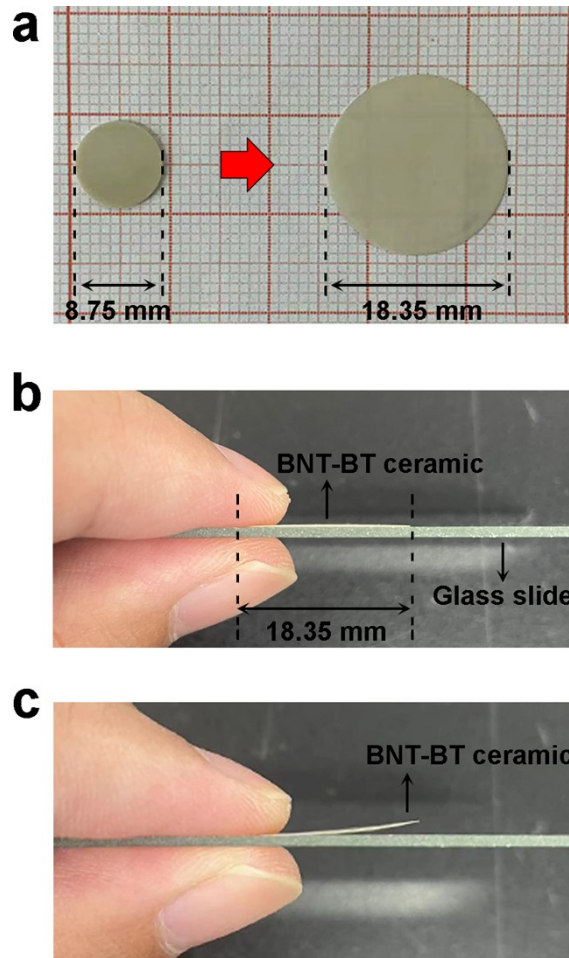 a
8.75 mm
18.35 mm
b
BNT-BT ceramic
Glass slide
18.35 mm
c
BNT-BT ceramic